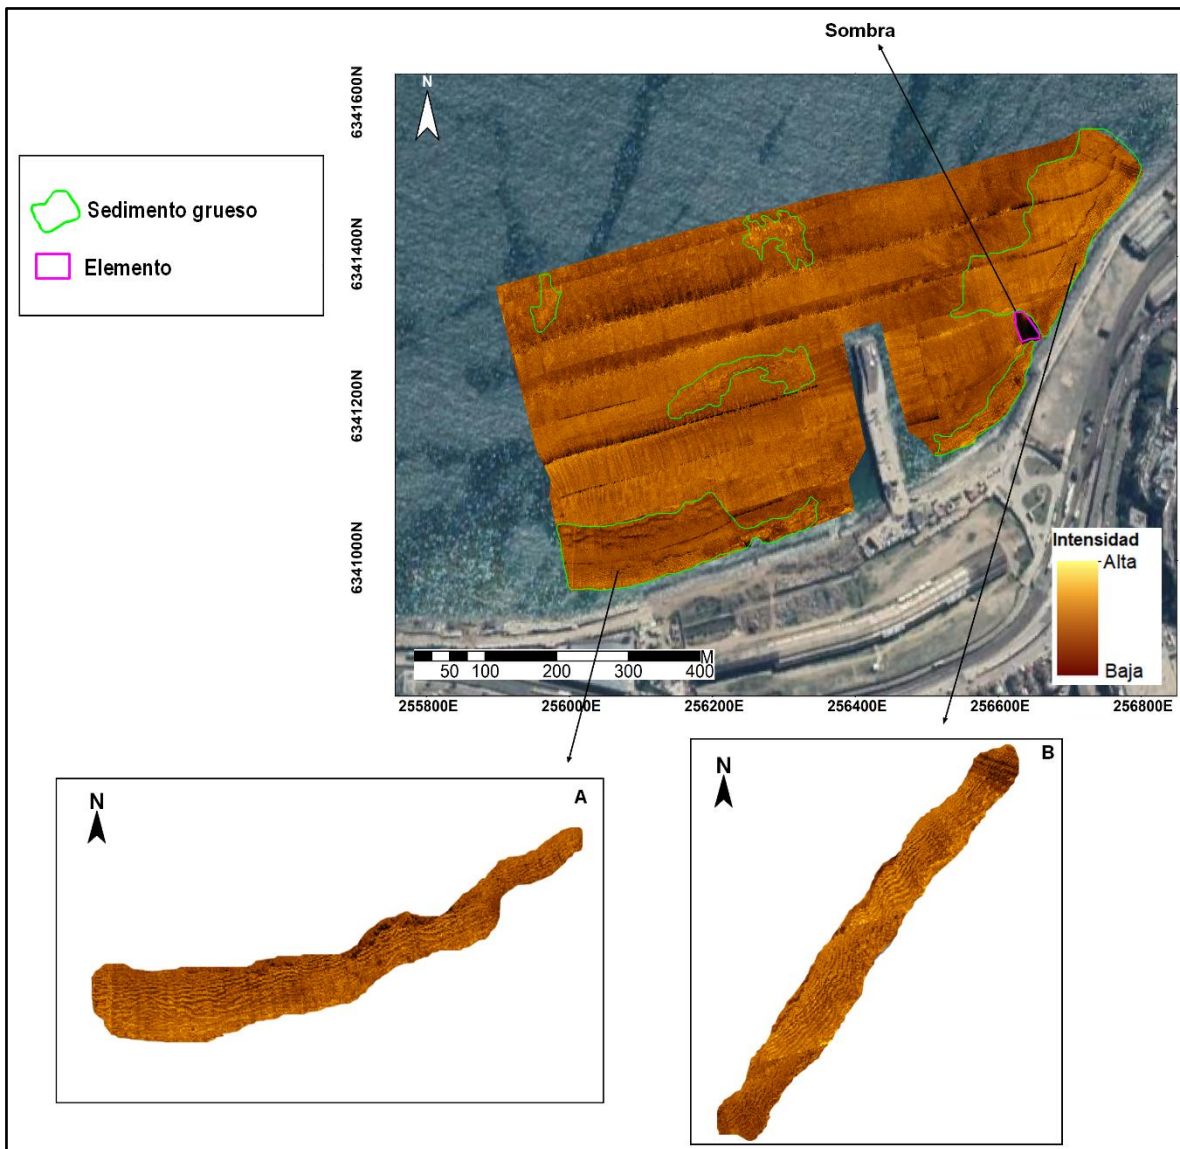 Sombra
N
6341600N
6341400N
6341200N
6341000N
Sedimento grueso
Elemento
Intensidad
Alta
Baja
50 100 200 300 400 M
255800E 256000E 256200E 256400E 256600E 256800E
A
N
B
N